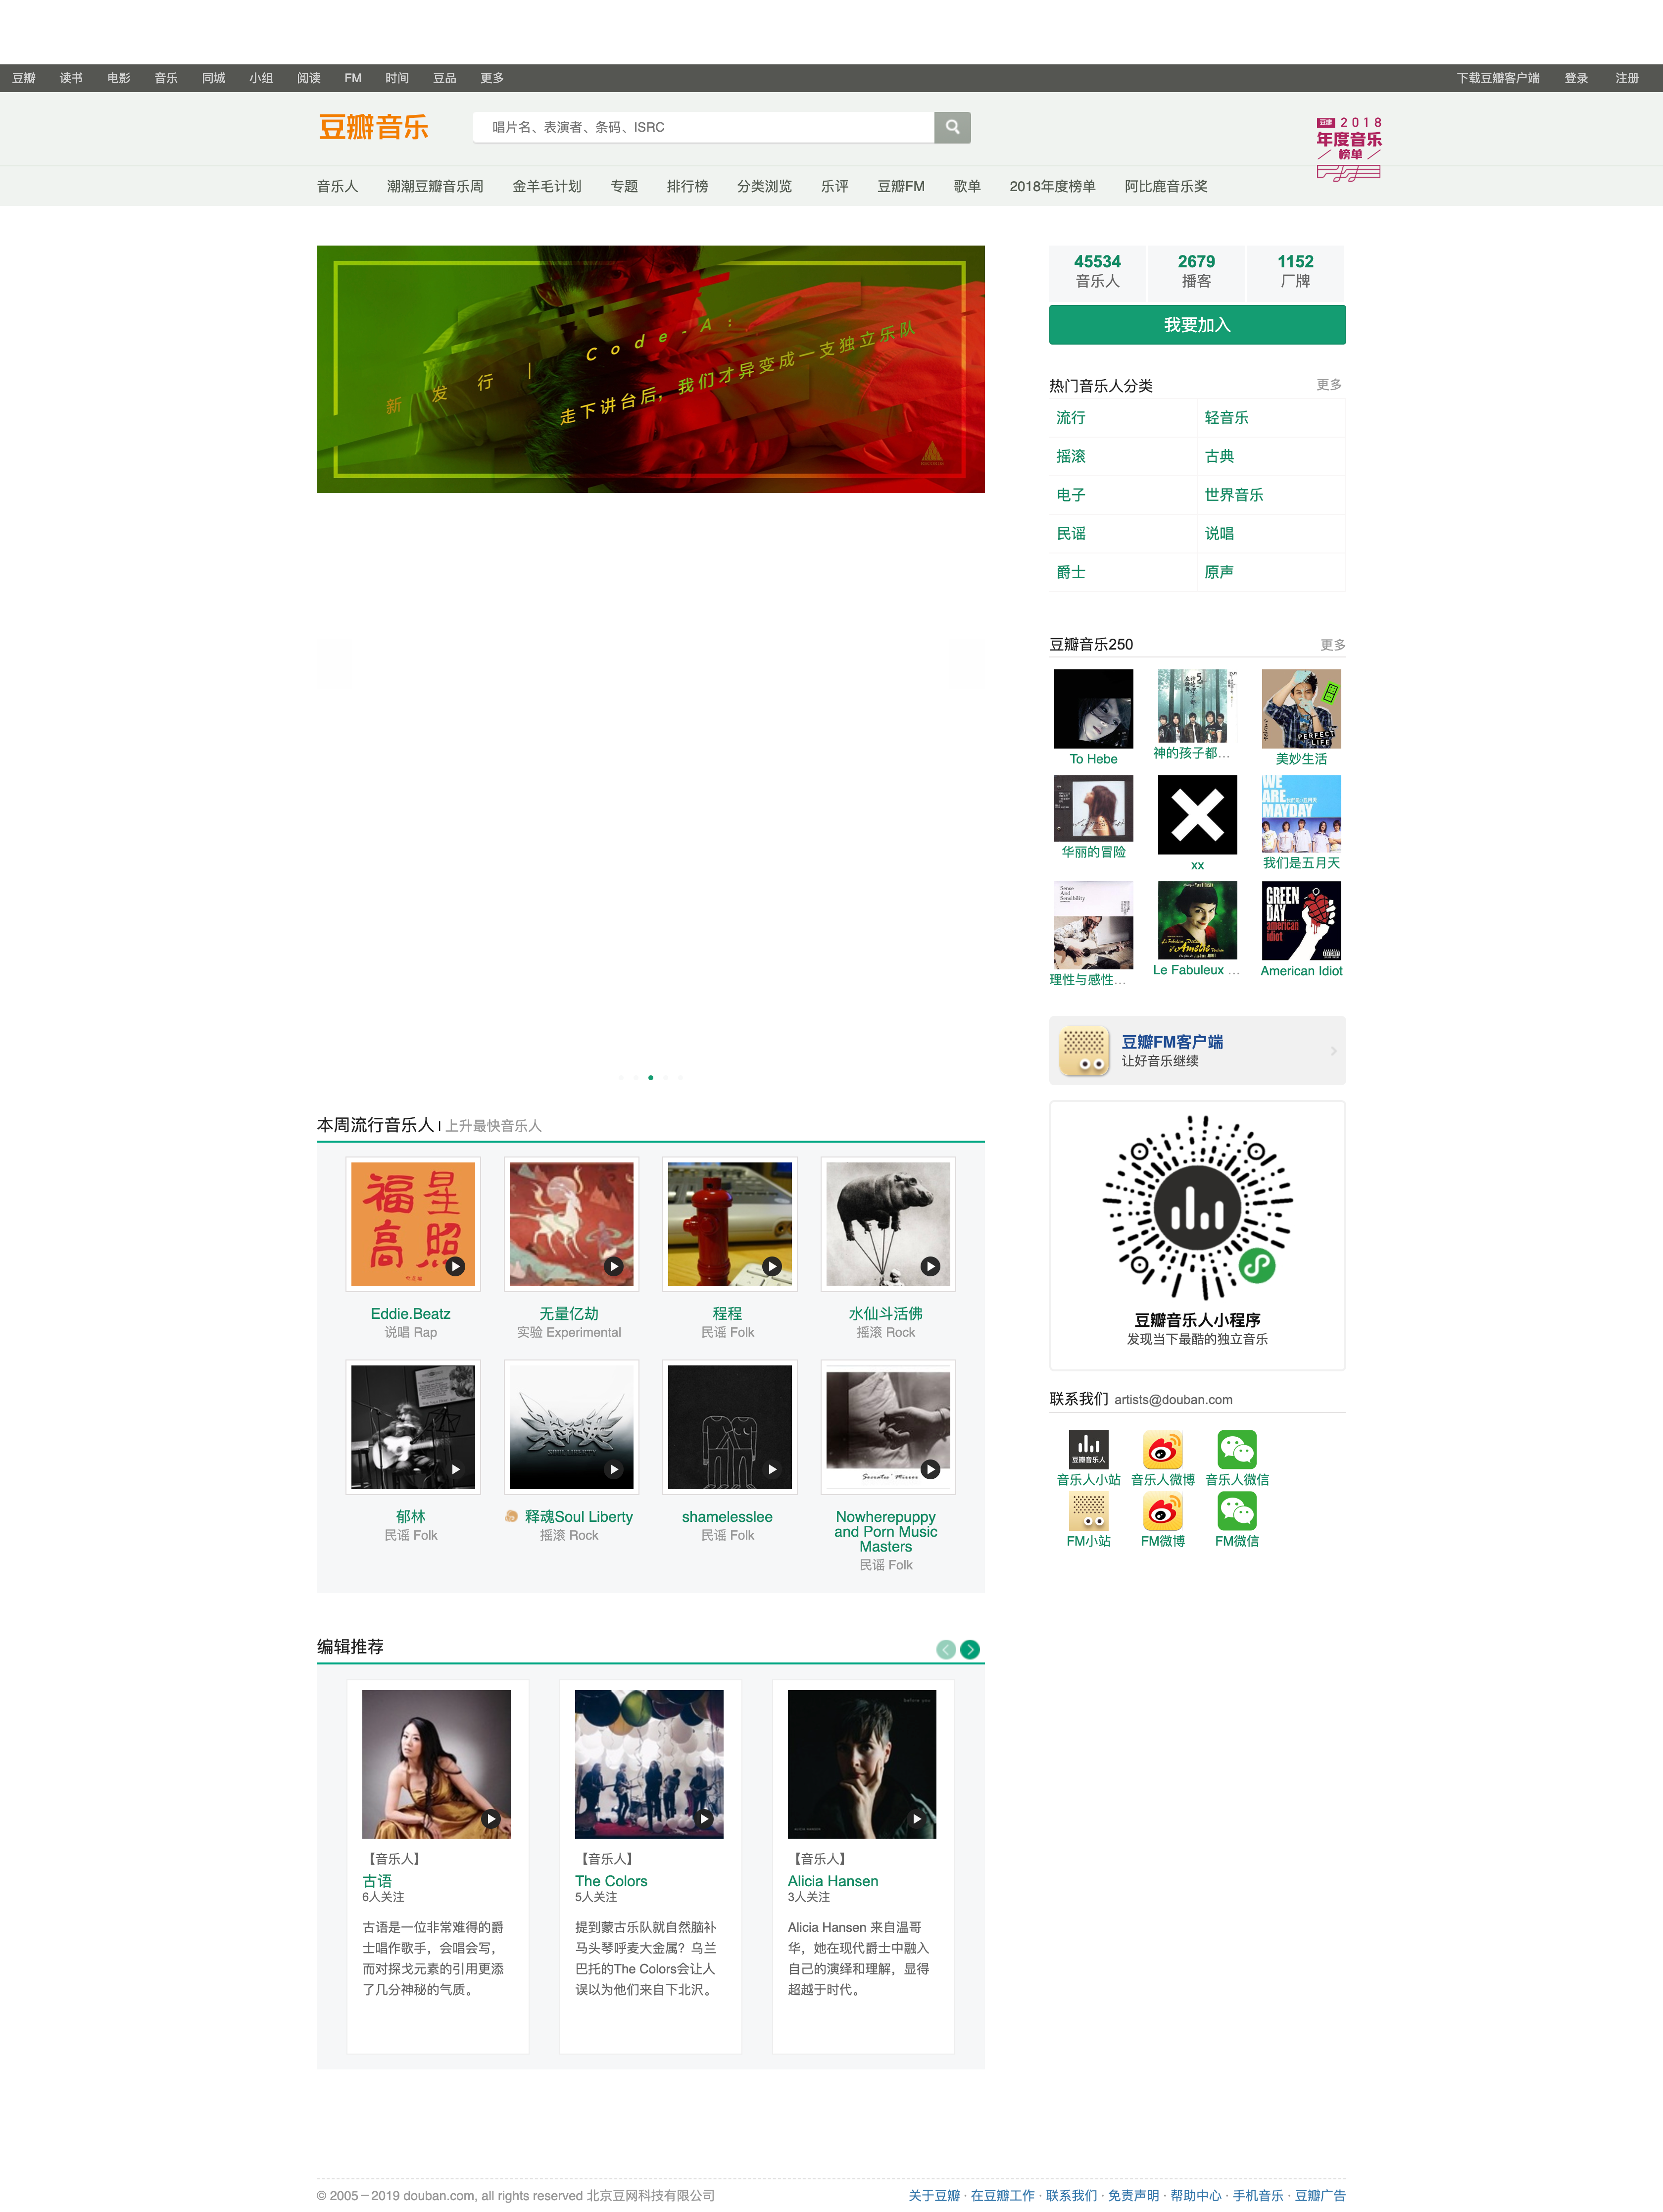 豆瓣 读书 电影 音乐 同城 小组 阅读 FM 时间 豆品 更多
下载豆瓣客户端 登录 注册
豆瓣音乐
唱片名、表演者、条码、ISRC
豆瓣 2018
年度音乐
榜单
音乐人 潮潮豆瓣音乐周 金羊毛计划 专题 排行榜 分类浏览 乐评 豆瓣FM 歌单 2018年度榜单 阿比鹿音乐奖
新发行 | Code-A:
走下讲台后,我们才异变成一支独立乐队
45534 2679 1152
音乐人 播客 厂牌
我要加入
热门音乐人分类 更多
流行 轻音乐
摇滚 古典
电子 世界音乐
民谣 说唱
爵士 原声
豆瓣音乐250 更多
PERFECT
LIFE
To Hebe 神的孩子都... 美妙生活
WE
ARE
MAYDAY
华丽的冒险 xx 我们是五月天
Sense
And
Sensibility
GREEN
DAY
american
idiot
理性与感性... Le Fabuleux ... American Idiot
豆瓣FM客户端
让好音乐继续
豆瓣音乐人小程序
发现当下最酷的独立音乐
联系我们 artists@douban.com
豆瓣音乐人
音乐人小站 音乐人微博 音乐人微信
FM小站 FM微博 FM微信
本周流行音乐人 | 上升最快音乐人
福星
高照
Eddie.Beatz 无量亿劫 程程 水仙斗活佛
说唱 Rap 实验 Experimental 民谣 Folk 摇滚 Rock
SOUL LIBERTY
Socrates' Mirror
郁林 释魂Soul Liberty shamelesslee Nowherepuppy
and Porn Music
Masters
民谣 Folk 摇滚 Rock 民谣 Folk 民谣 Folk
编辑推荐
before you
【音乐人】 【音乐人】 【音乐人】
古语 The Colors Alicia Hansen
6人关注 5人关注 3人关注
古语是一位非常难得的爵
士唱作歌手，会唱会写，
而对探戈元素的引用更添
了几分神秘的气质。
提到蒙古乐队就自然脑补
马头琴呼麦大金属？乌兰
巴托的The Colors会让人
误以为他们来自下北沢。
Alicia Hansen 来自温哥
华，她在现代爵士中融入
自己的演绎和理解，显得
超越于时代。
© 2005－2019 douban.com, all rights reserved 北京豆网科技有限公司
关于豆瓣 · 在豆瓣工作 · 联系我们 · 免责声明 · 帮助中心 · 手机音乐 · 豆瓣广告